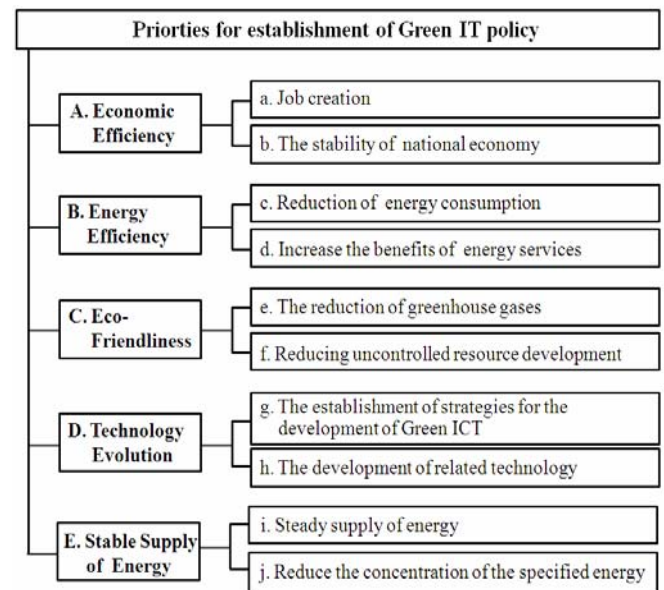 Priorties for establishment of Green IT policy
A. Economic
Efficiency
a. Job creation
b. The stability of national economy
B. Energy
Efficiency
c. Reduction of energy consumption
d. Increase the benefits of energy services
C. Eco-
Friendliness
e. The reduction of greenhouse gases
f. Reducing uncontrolled resource development
D. Technology
Evolution
g. The establishment of strategies for the
development of Green ICT
h. The development of related technology
E. Stable Supply
of Energy
i. Steady supply of energy
j. Reduce the concentration of the specified energy